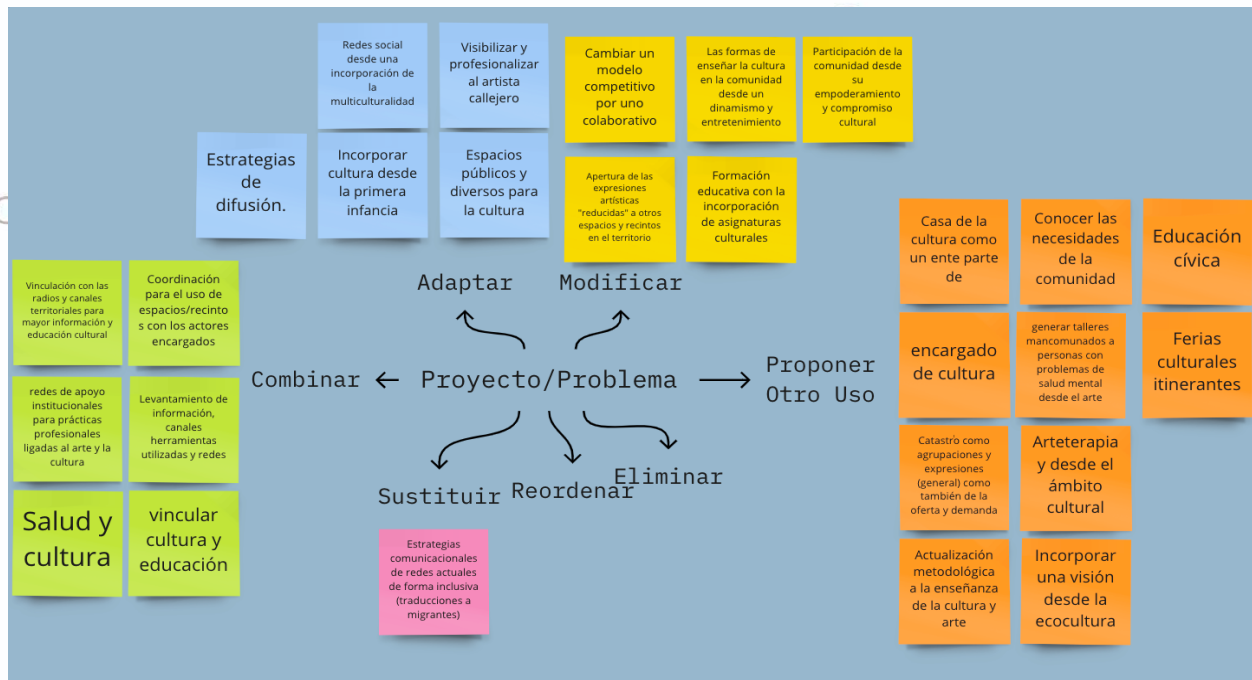 Redes social
desde una
incorporación de
la
multiculturalidad
Visibilizar y
profesionalizar
al artista
callejero
Estrategias
de
difusión.
Incorporar
cultura desde
la primera
infancia
Espacios
públicos y
diversos para
la cultura
Cambiar un
modelo
competitivo
por uno
colaborativo
Las formas de
enseñar la cultura
en la comunidad
desde un
dinamismo y
entretenimiento
Participación de la
comunidad desde
su
empoderamiento
y compromiso
cultural
Apertura de las
expresiones
artísticas
"reducidas" a otros
espacios y recintos
en el territorio
Formación
educativa con la
incorporación
de asignaturas
culturales
Adaptar
Modificar
Combinar
Proyecto/Problema
Proponer
Otro Uso
Sustituir
Reordenar
Eliminar
Vinculación con las
radios y canales
territoriales para
mayor información y
educación cultural
Coordinación
para el uso de
espacios/recinto
s con los actores
encargados
redes de apoyo
institucionales
para prácticas
profesionales
ligadas al arte y la
cultura
Levantamiento de
información,
canales
herramientas
utilizadas y redes
Salud y
cultura
vincular
cultura y
educación
Estrategias
comunicacionales
de redes actuales
de forma inclusiva
(traducciones a
migrantes)
Casa de la
cultura como
un ente parte
de
Conocer las
necesidades
de la
comunidad
Educación
cívica
encargado
de cultura
generar talleres
mancomunados a
personas con
problemas de
salud mental
desde el arte
Ferias
culturales
itinerantes
Catastro como
agrupaciones y
expresiones
(general) como
también de la
oferta y demanda
Arteterapia
y desde el
ámbito
cultural
Actualización
metodológica
a la enseñanza
de la cultura y
arte
Incorporar
una visión
desde la
ecocultura